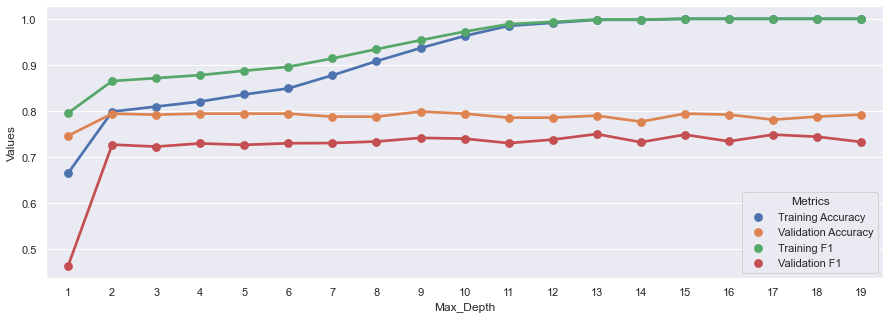 1.0
0.9
0.8
0.7
0.6
0.5
Values
1 2 3 4 5 6 7 8 9 10 11 12 13 14 15 16 17 18 19
Max_Depth
Metrics
Training Accuracy
Validation Accuracy
Training F1
Validation F1